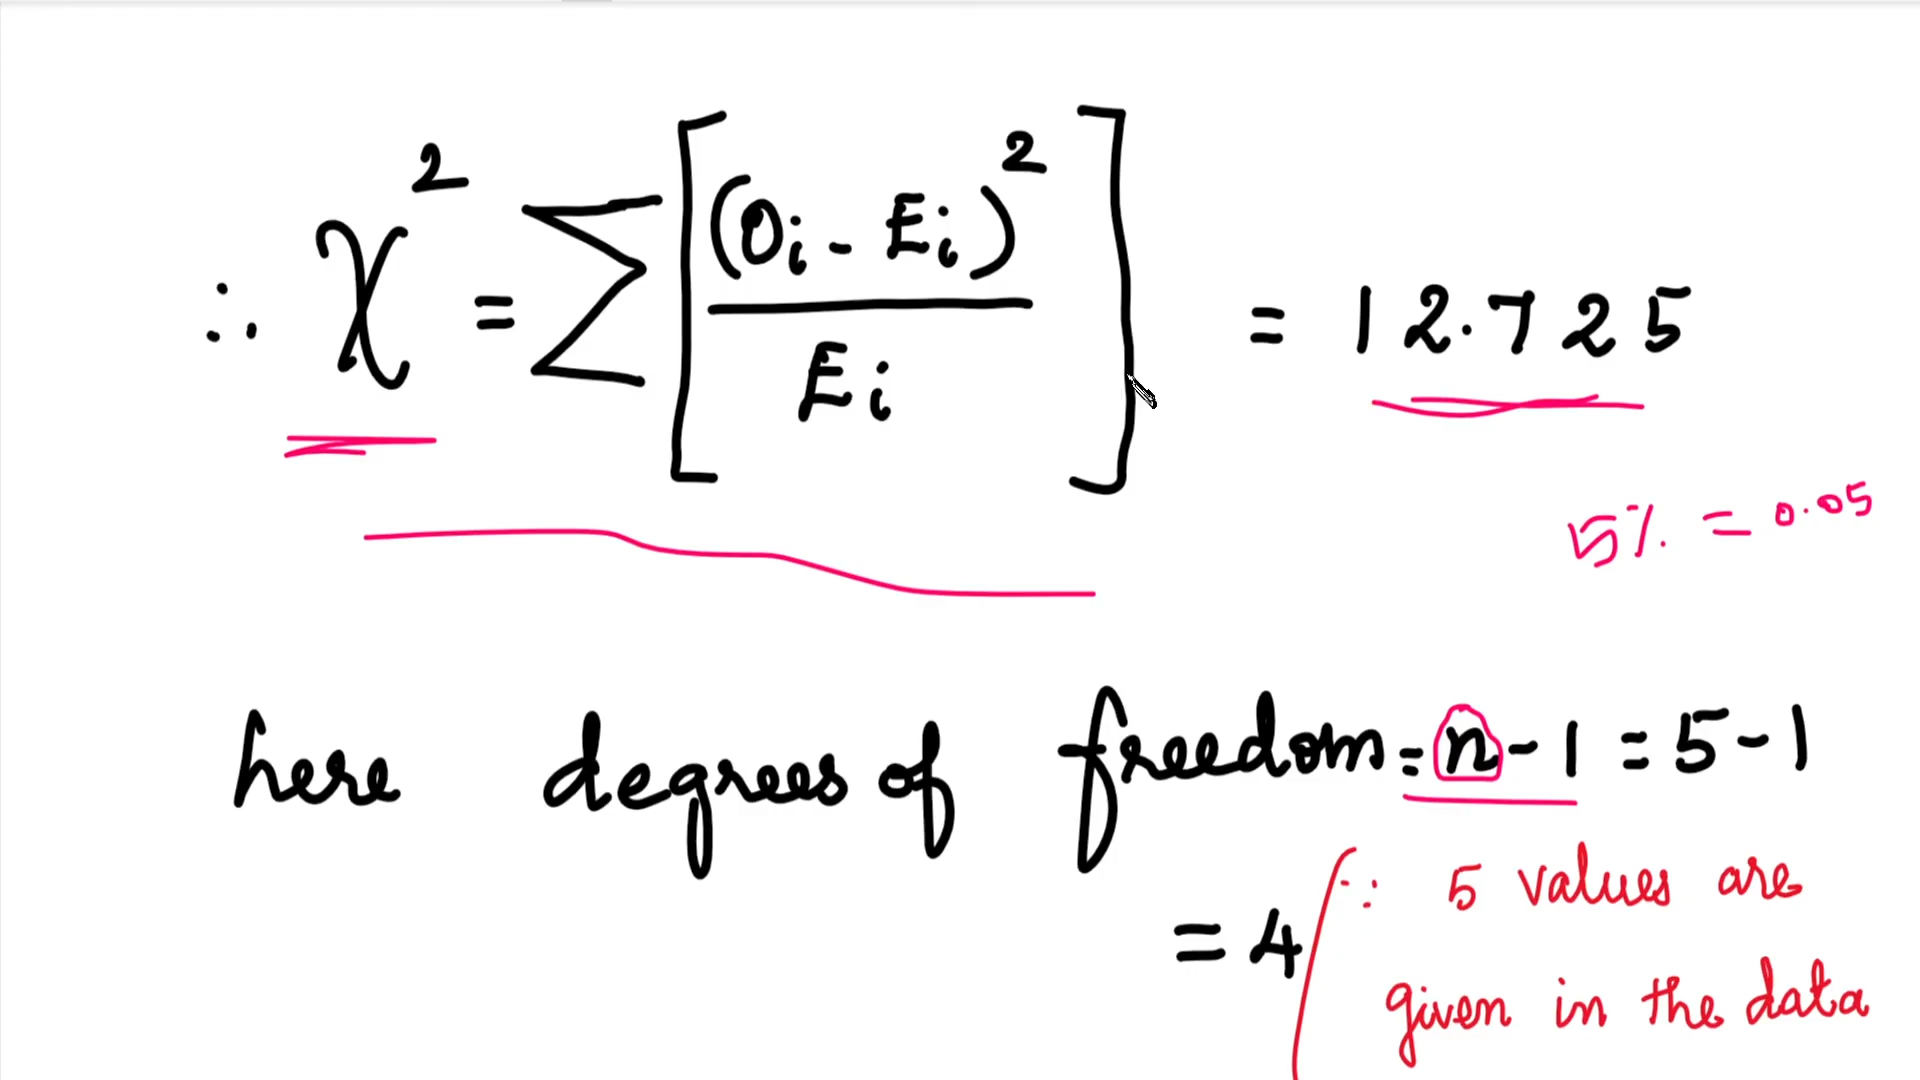 ∴ χ² = Σ [ (Oi - Ei)² / Ei ] = 12.725
5% = 0.05
here degrees of freedom = n - 1 = 5 - 1
= 4
∵ 5 values are
given in the data